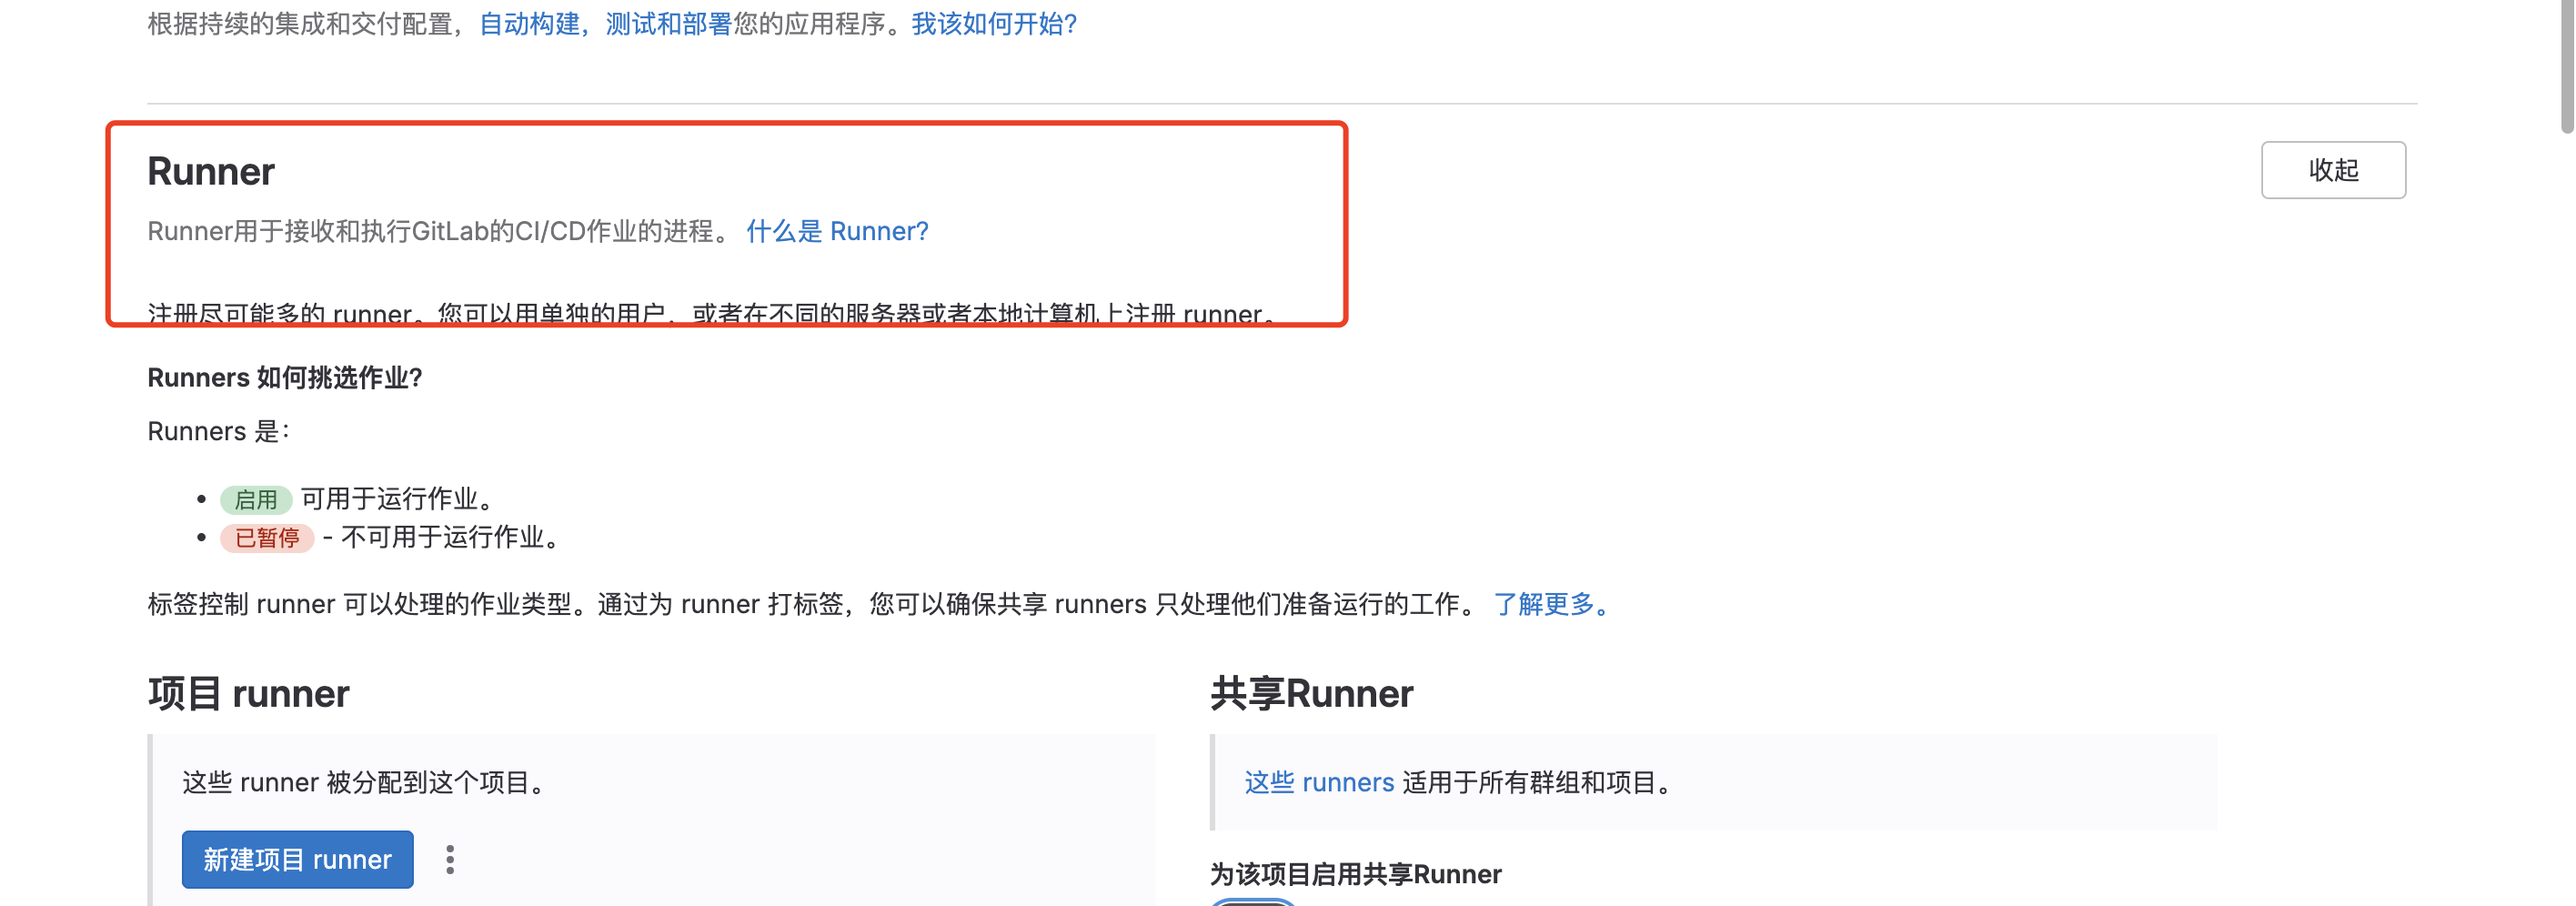 根据持续的集成和交付配置，自动构建，测试和部署您的应用程序。我该如何开始?
Runner
收起
Runner用于接收和执行GitLab的CI/CD作业的进程。 什么是 Runner?
注册尽可能多的 runner。您可以用单独的用户、或者在不同的服务器或者本地计算机上注册 runner。
Runners 如何挑选作业?
Runners 是：
• 启用 可用于运行作业。
• 已暂停 - 不可用于运行作业。
标签控制 runner 可以处理的作业类型。通过为 runner 打标签，您可以确保共享 runners 只处理他们准备运行的工作。 了解更多。
项目 runner
这些 runner 被分配到这个项目。
新建项目 runner
共享Runner
这些 runners 适用于所有群组和项目。
为该项目启用共享Runner